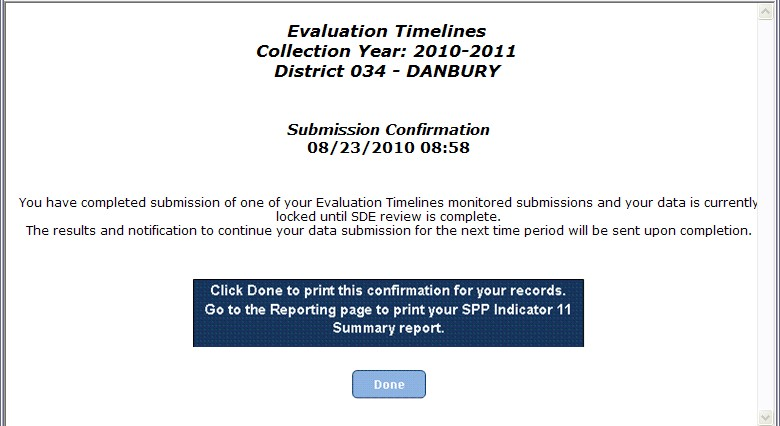 Evaluation Timelines
Collection Year: 2010-2011
District 034 - DANBURY
Submission Confirmation
08/23/2010 08:58
You have completed submission of one of your Evaluation Timelines monitored submissions and your data is currently
locked until SDE review is complete.
The results and notification to continue your data submission for the next time period will be sent upon completion.
Click Done to print this confirmation for your records.
Go to the Reporting page to print your SPP Indicator 11
Summary report.
Done